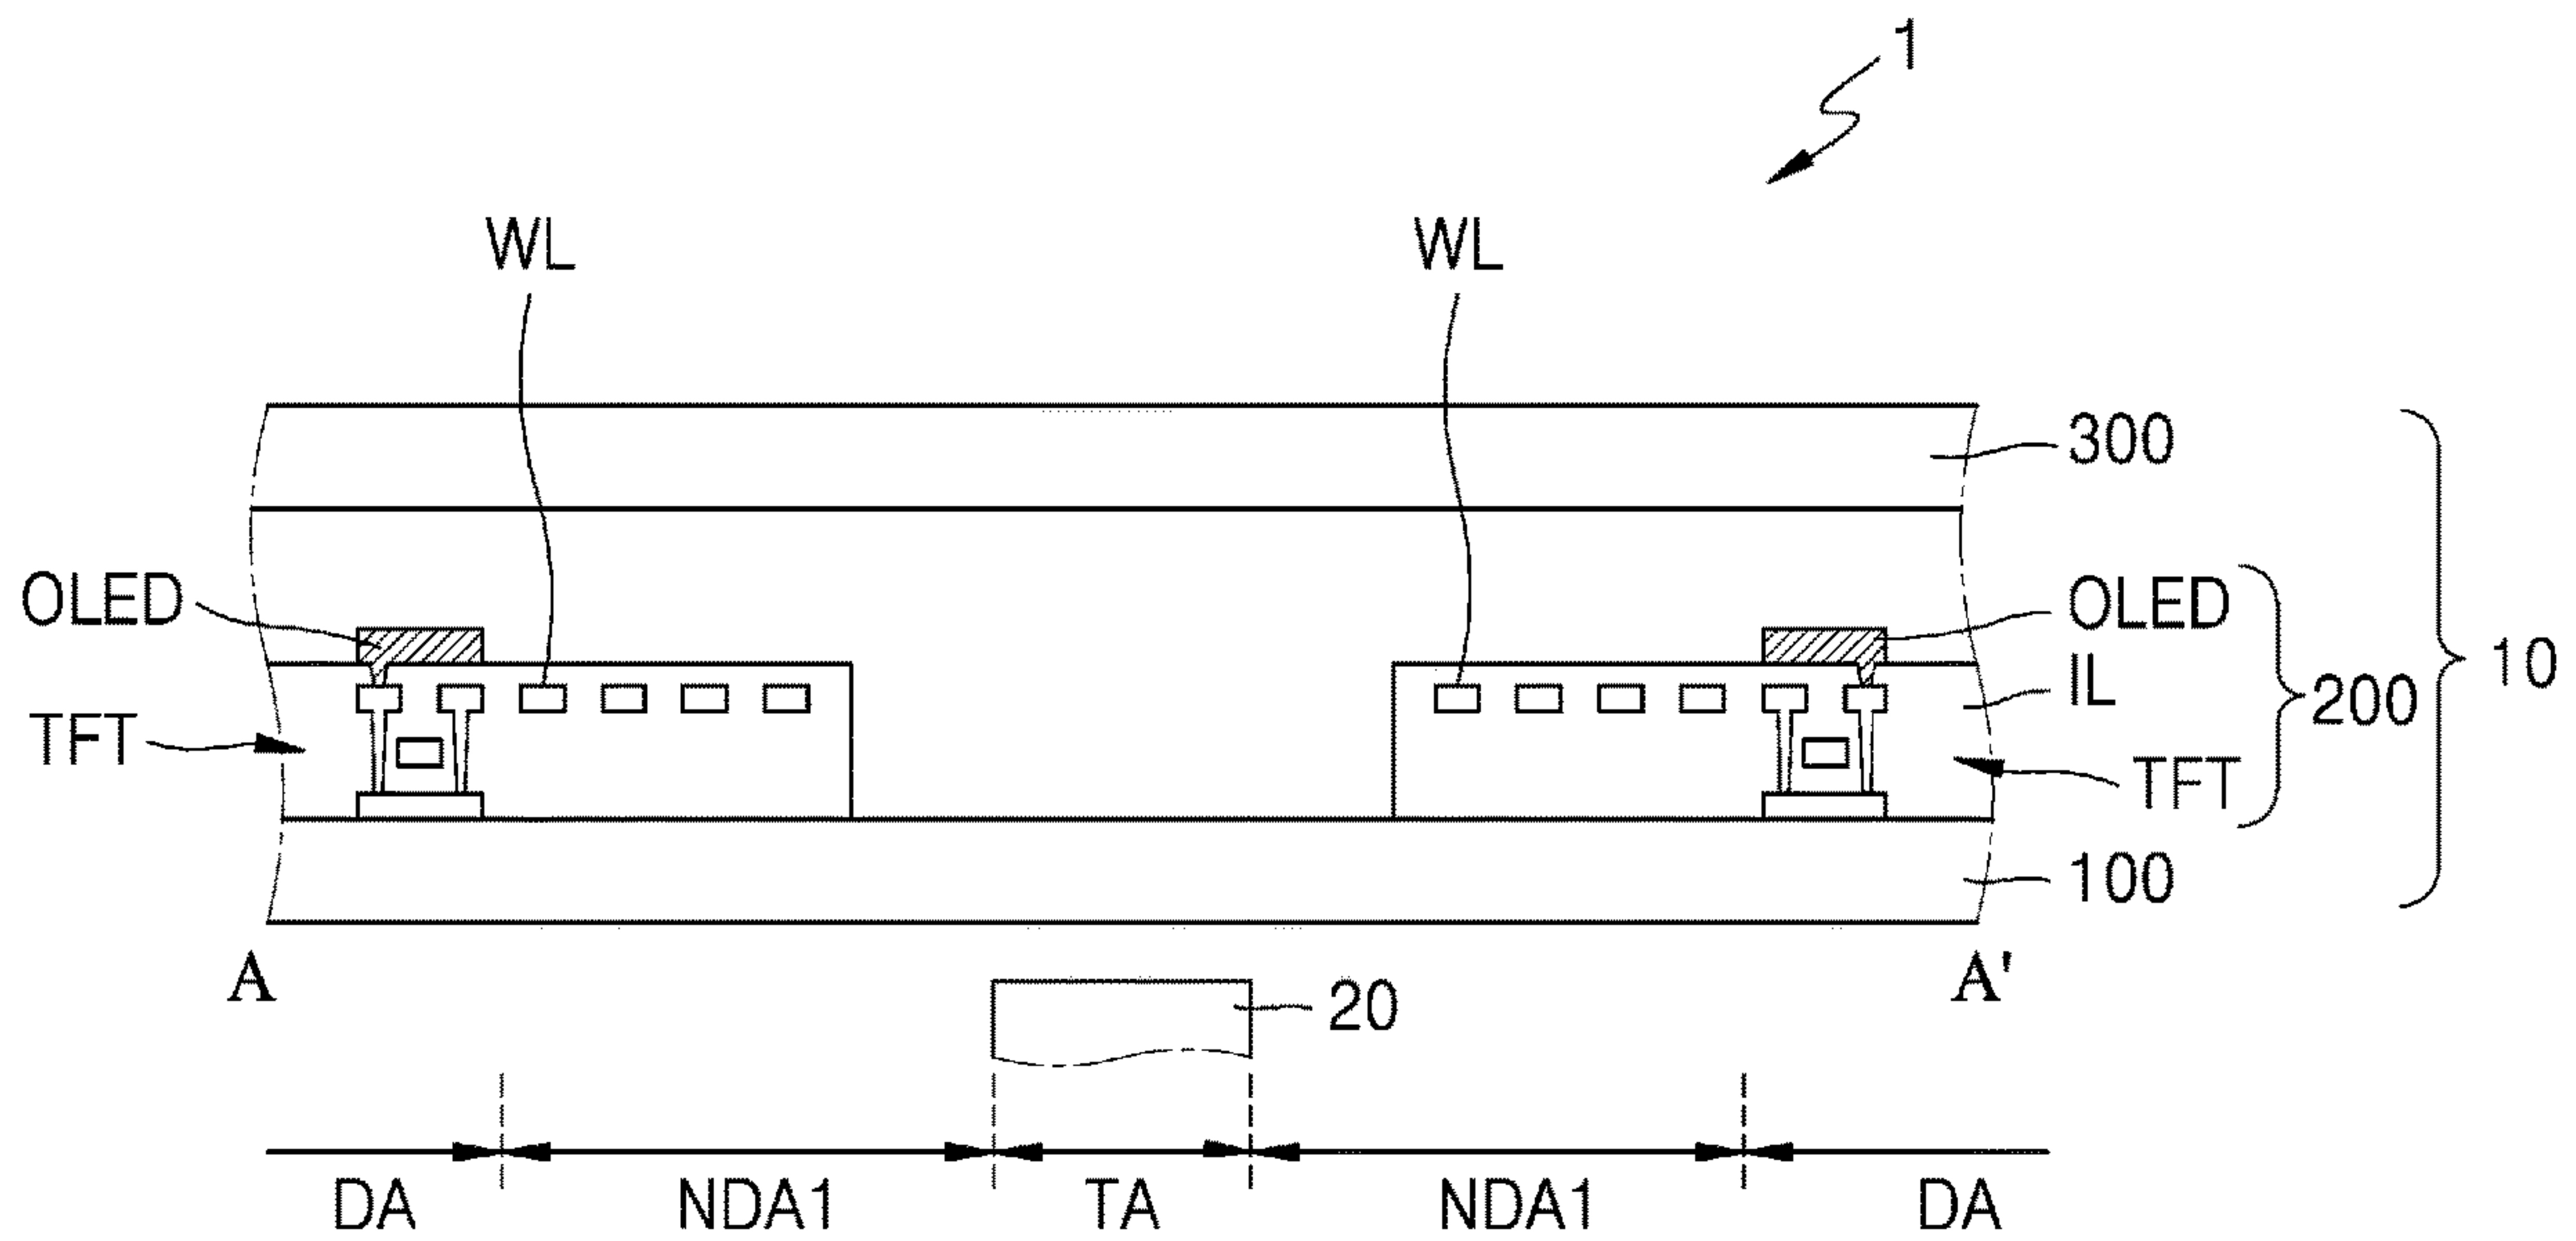 1
WL WL
300
OLED OLED
10
IL
200
TFT TFT
100
A A'
20
DA NDA1 TA NDA1 DA